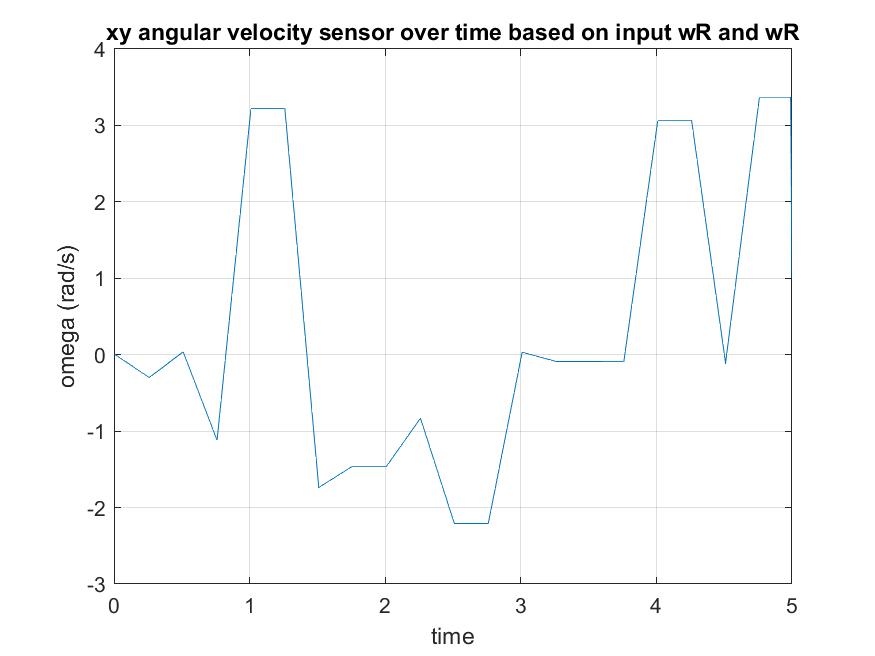 xy angular velocity sensor over time based on input wR and wR
4
3
2
1
0
-1
-2
-3
omega (rad/s)
0 1 2 3 4 5
time